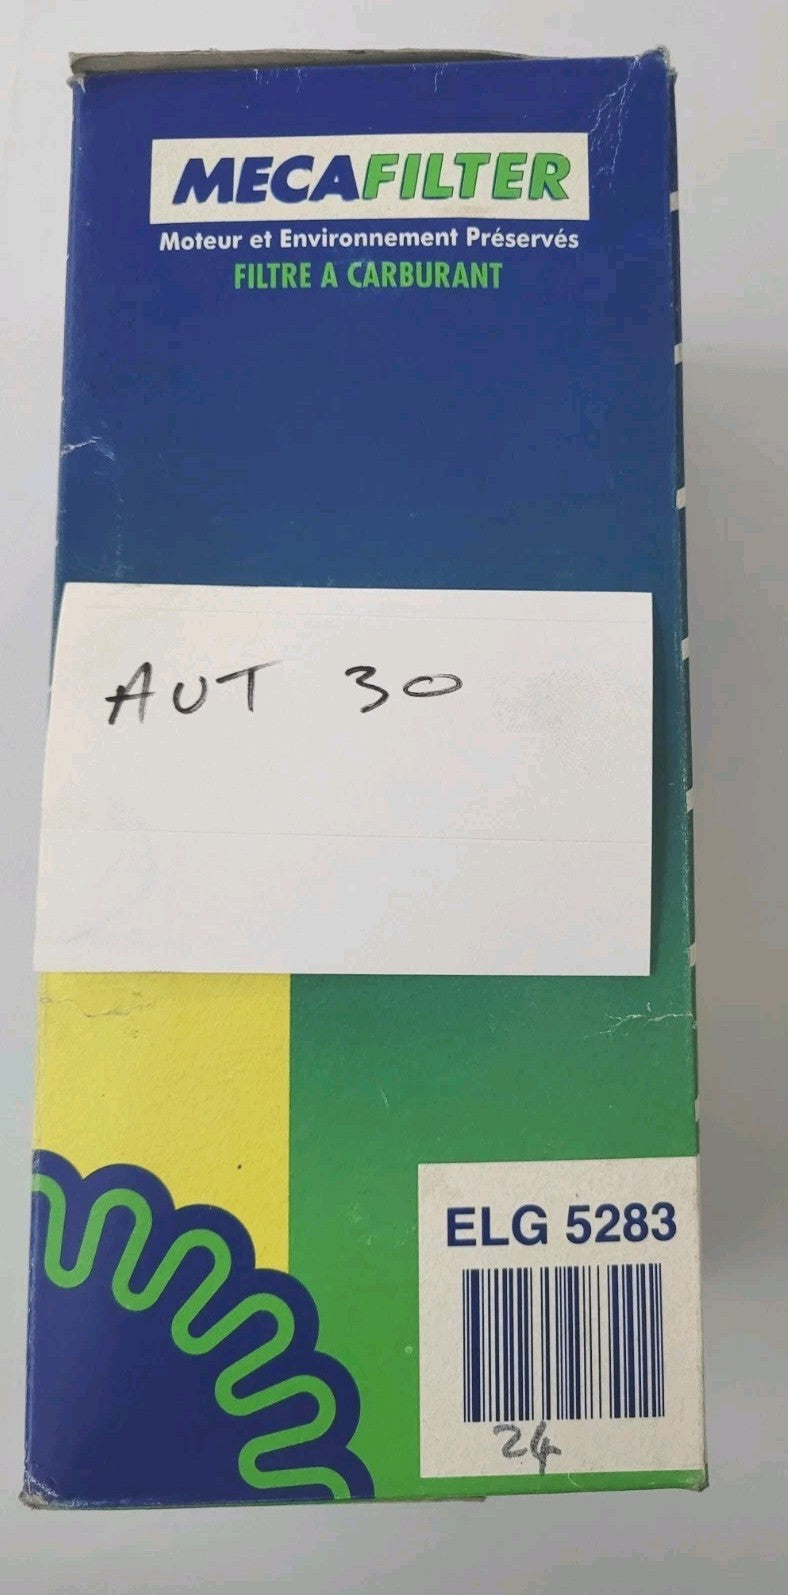 MECAFILTER
Moteur et Environnement Préservés
FILTRE A CARBURANT
AUT 30
ELG 5283
24